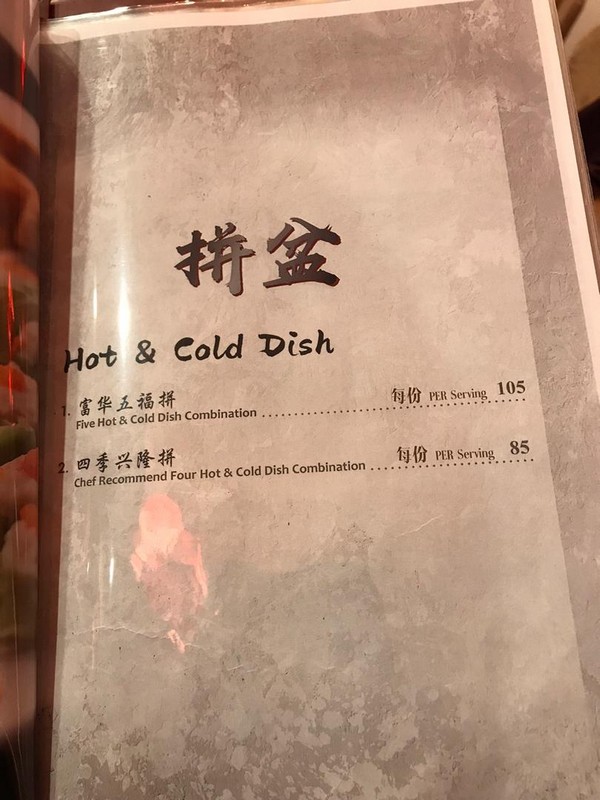 拼盆
Hot & Cold Dish
1. 富华五福拼 每份 PER Serving 105
Five Hot & Cold Dish Combination
2. 四季兴隆拼 每份 PER Serving 85
Chef Recommend Four Hot & Cold Dish Combination